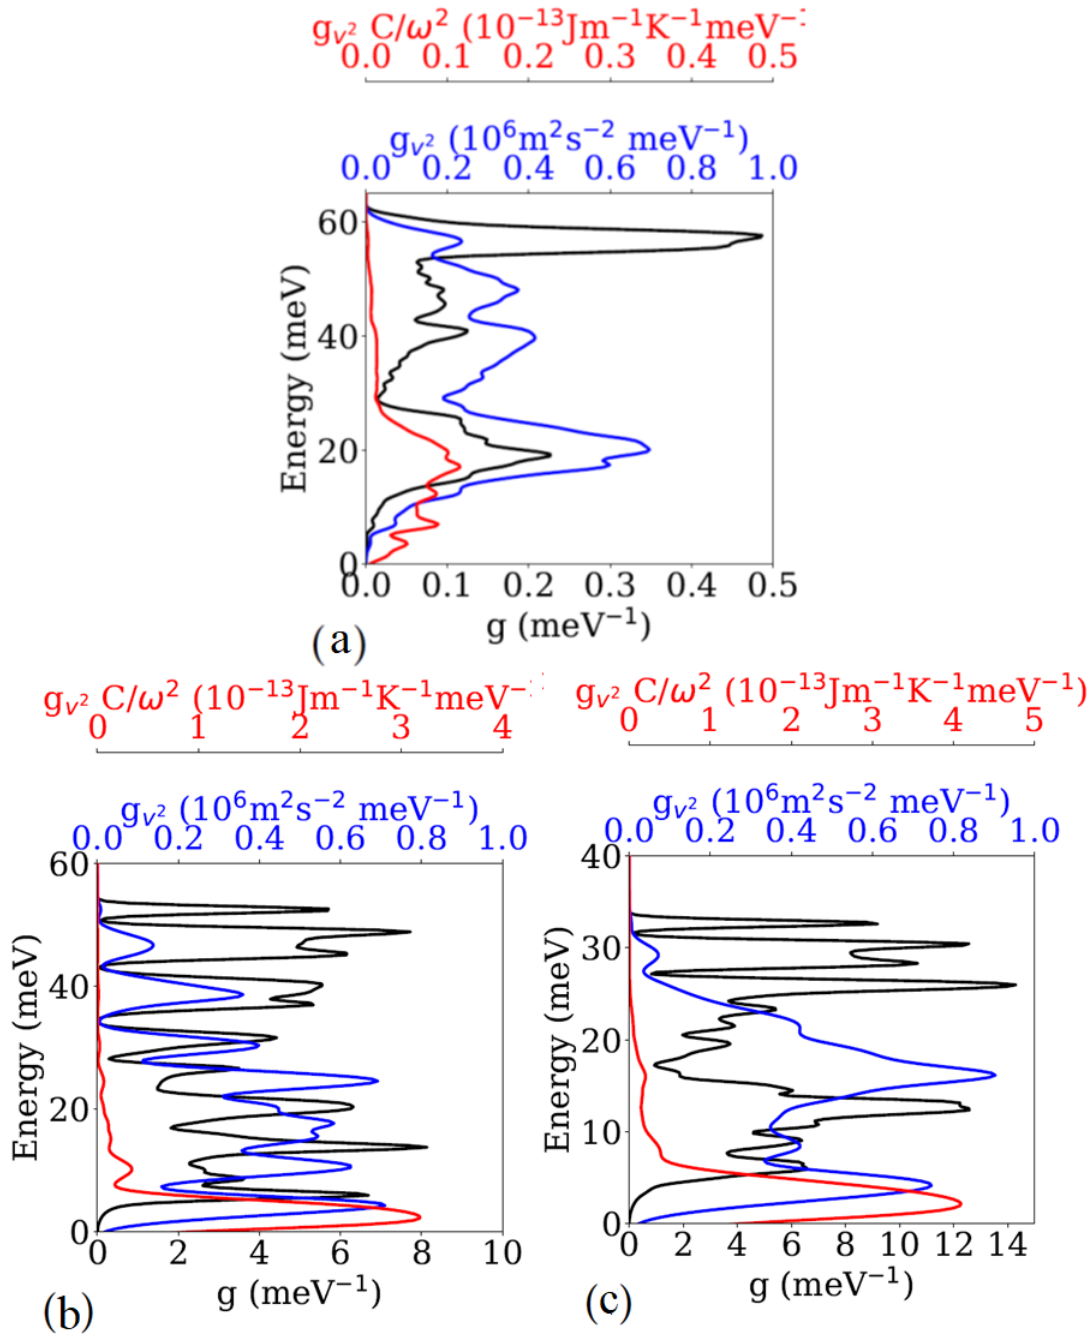 g_{v²} C/ω² (10⁻¹³Jm⁻¹K⁻¹meV⁻
0.0 0.1 0.2 0.3 0.4 0.5
g_{v²} (10⁶m²s⁻² meV⁻¹)
0.0 0.2 0.4 0.6 0.8 1.0
60
40
20
0
Energy (meV)
0.0 0.1 0.2 0.3 0.4 0.5
g (meV⁻¹)
(a)
g_{v²} C/ω² (10⁻¹³Jm⁻¹K⁻¹meV⁻
0 1 2 3 4
g_{v²} (10⁶m²s⁻² meV⁻¹)
0.0 0.2 0.4 0.6 0.8 1.0
60
40
20
0
Energy (meV)
0 2 4 6 8 10
g (meV⁻¹)
(b)
g_{v²} C/ω² (10⁻¹³Jm⁻¹K⁻¹meV⁻¹)
0 1 2 3 4 5
g_{v²} (10⁶m²s⁻² meV⁻¹)
0.0 0.2 0.4 0.6 0.8 1.0
40
30
20
10
0
Energy (meV)
0 2 4 6 8 10 12 14
g (meV⁻¹)
(c)